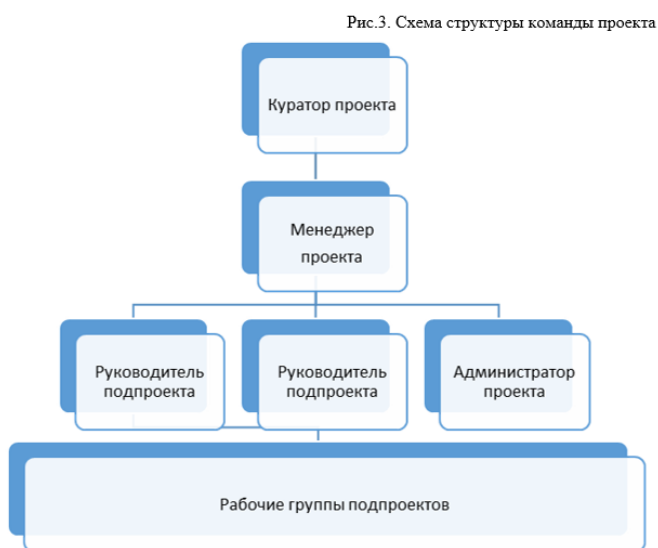 Рис.3. Схема структуры команды проекта
Куратор проекта
Менеджер
проекта
Руководитель
подпроекта
Руководитель
подпроекта
Администратор
проекта
Рабочие группы подпроектов